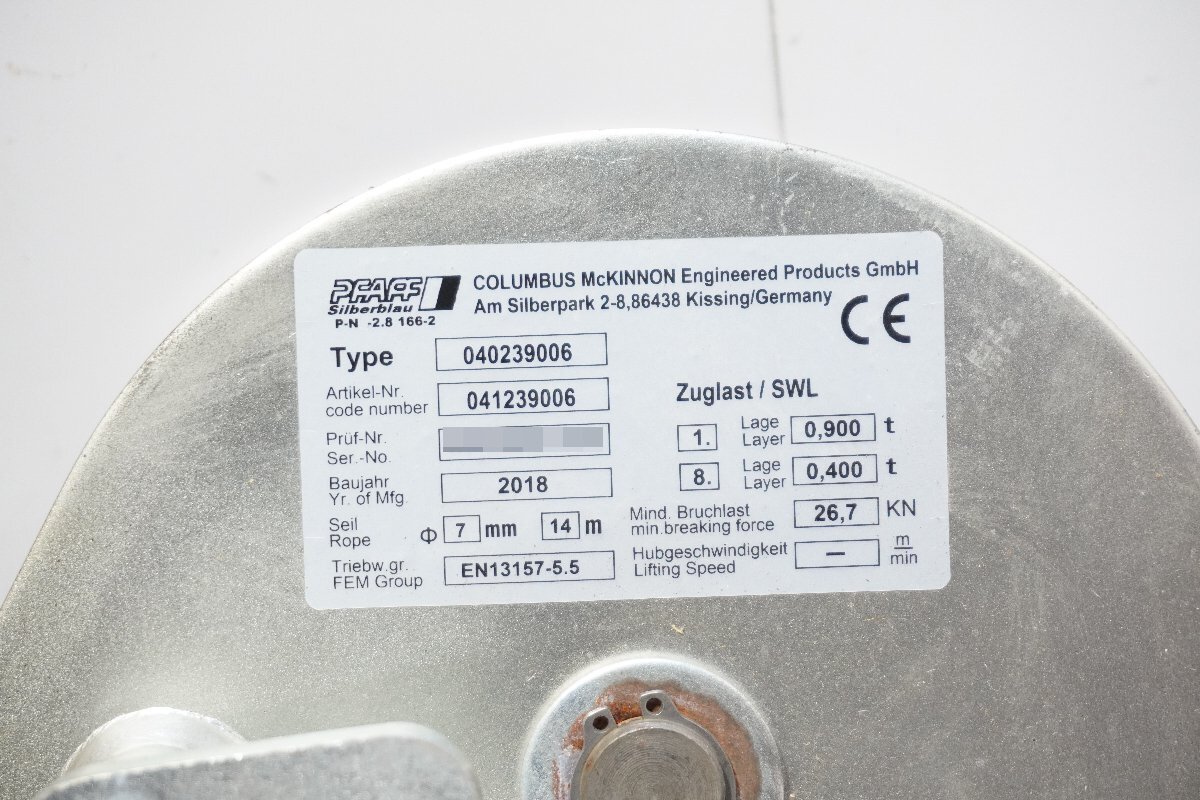 PFAFF
Silberblau
P-N -2.8 166-2
COLUMBUS McKINNON Engineered Products GmbH
Am Silberpark 2-8,86438 Kissing/Germany
CE
Type 040239006
Artikel-Nr.
code number 041239006
Prüf-Nr.
Ser.-No.
Baujahr
Yr. of Mfg. 2018
Seil
Rope Φ 7 mm 14 m
Triebw.gr.
FEM Group EN13157-5.5
Zuglast / SWL
1. Lage
Layer 0,900 t
8. Lage
Layer 0,400 t
Mind. Bruchlast
min.breaking force 26,7 KN
Hubgeschwindigkeit
Lifting Speed – m
min